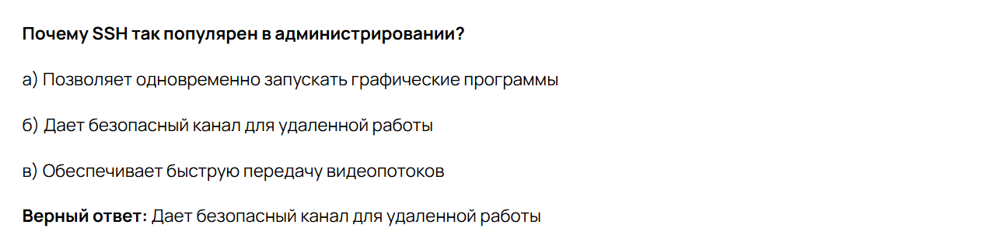 Почему SSH так популярен в администрировании?
а) Позволяет одновременно запускать графические программы
б) Дает безопасный канал для удаленной работы
в) Обеспечивает быструю передачу видеопотоков
Верный ответ: Дает безопасный канал для удаленной работы